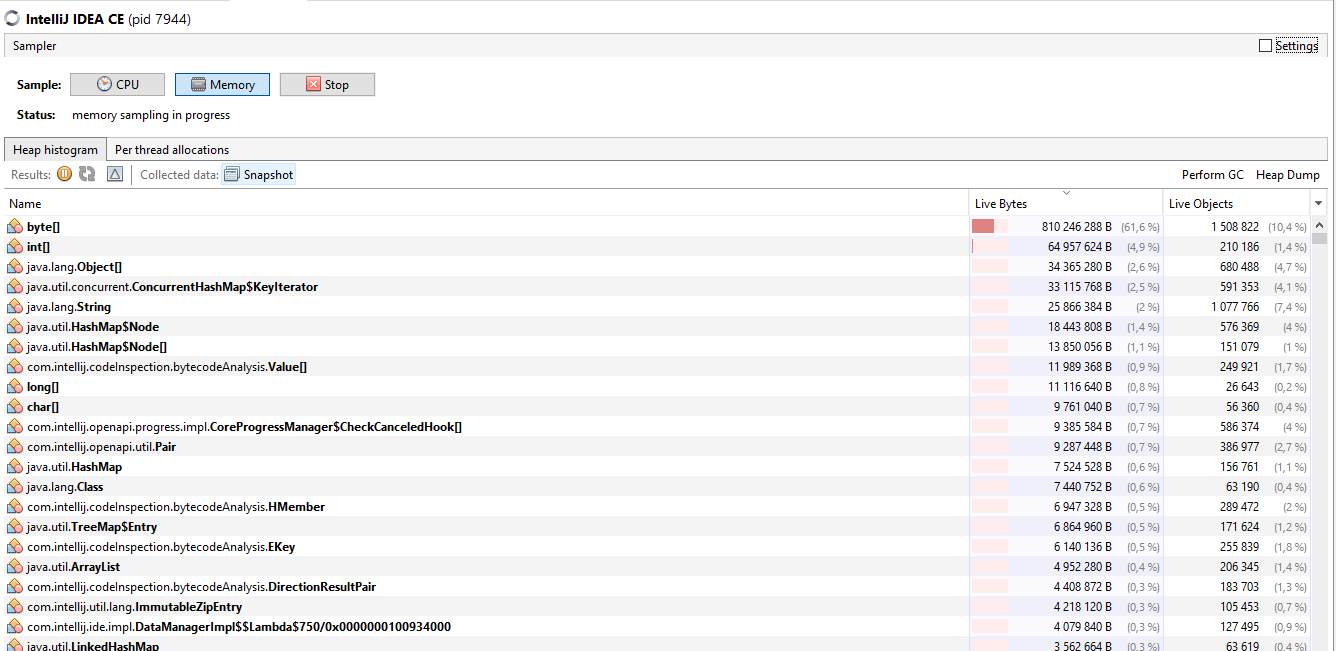 IntelliJ IDEA CE (pid 7944)
Sampler Settings
Sample: CPU Memory Stop
Status: memory sampling in progress
Heap histogram Per thread allocations
Results: Collected data: Snapshot Perform GC Heap Dump
Name Live Bytes Live Objects
byte[] 810 246 288 B (61,6 %) 1 508 822 (10,4 %)
int[] 64 957 624 B (4,9 %) 210 186 (1,4 %)
java.lang.Object[] 34 365 280 B (2,6 %) 680 488 (4,7 %)
java.util.concurrent.ConcurrentHashMap$KeyIterator 33 115 768 B (2,5 %) 591 353 (4,1 %)
java.lang.String 25 866 384 B (2 %) 1 077 766 (7,4 %)
java.util.HashMap$Node 18 443 808 B (1,4 %) 576 369 (4 %)
java.util.HashMap$Node[] 13 850 056 B (1,1 %) 151 079 (1 %)
com.intellij.codeInspection.bytecodeAnalysis.Value[] 11 989 368 B (0,9 %) 249 921 (1,7 %)
long[] 11 116 640 B (0,8 %) 26 643 (0,2 %)
char[] 9 761 040 B (0,7 %) 56 360 (0,4 %)
com.intellij.openapi.progress.impl.CoreProgressManager$CheckCanceledHook[] 9 385 584 B (0,7 %) 586 374 (4 %)
com.intellij.openapi.util.Pair 9 287 448 B (0,7 %) 386 977 (2,7 %)
java.util.HashMap 7 524 528 B (0,6 %) 156 761 (1,1 %)
java.lang.Class 7 440 752 B (0,6 %) 63 190 (0,4 %)
com.intellij.codeInspection.bytecodeAnalysis.HMember 6 947 328 B (0,5 %) 289 472 (2 %)
java.util.TreeMap$Entry 6 864 960 B (0,5 %) 171 624 (1,2 %)
com.intellij.codeInspection.bytecodeAnalysis.EKey 6 140 136 B (0,5 %) 255 839 (1,8 %)
java.util.ArrayList 4 952 280 B (0,4 %) 206 345 (1,4 %)
com.intellij.codeInspection.bytecodeAnalysis.DirectionResultPair 4 408 872 B (0,3 %) 183 703 (1,3 %)
com.intellij.util.lang.ImmutableZipEntry 4 218 120 B (0,3 %) 105 453 (0,7 %)
com.intellij.ide.impl.DataManagerImpl$$Lambda$750/0x0000000100934000 4 079 840 B (0,3 %) 127 495 (0,9 %)
java.util.LinkedHashMap 3 562 664 B (0,3 %) 63 619 (0,4 %)